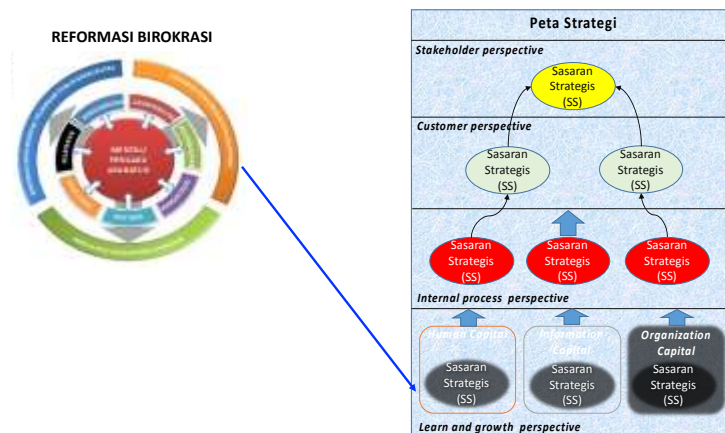 REFORMASI BIROKRASI
MENTAL/
Peta Strategi
Stakeholder perspective
Sasaran
Strategis
(SS)
Customer perspective
Sasaran
Strategis
(SS)
Sasaran
Strategis
(SS)
Sasaran
Strategis
(SS)
Sasaran
Strategis
(SS)
Sasaran
Strategis
(SS)
Internal process perspective
Human Capital
Information
Capital
Organization
Capital
Sasaran
Strategis
(SS)
Sasaran
Strategis
(SS)
Sasaran
Strategis
(SS)
Learn and growth perspective